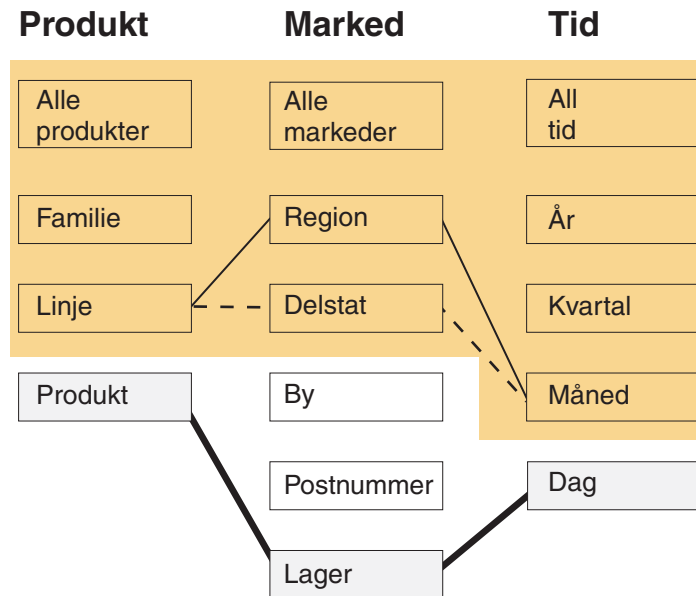 Produkt Marked Tid
Alle
produkter
Alle
markeder
All
tid
Familie Region År
Linje Delstat Kvartal
Produkt By Måned
Postnummer Dag
Lager